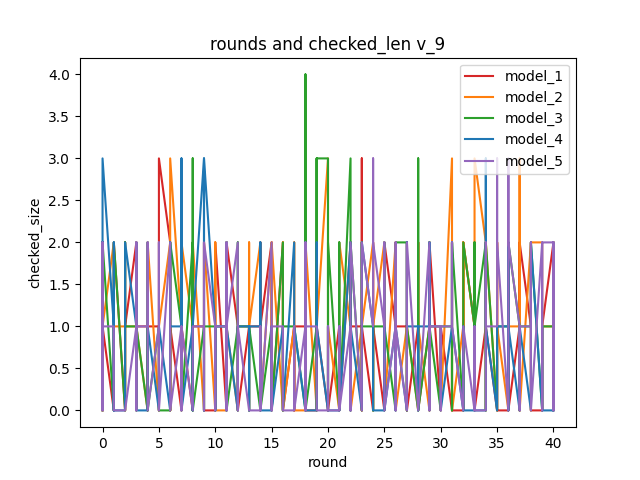 rounds and checked_len v_9
model_1
model_2
model_3
model_4
model_5
checked_size
4.0
3.5
3.0
2.5
2.0
1.5
1.0
0.5
0.0
0 5 10 15 20 25 30 35 40
round